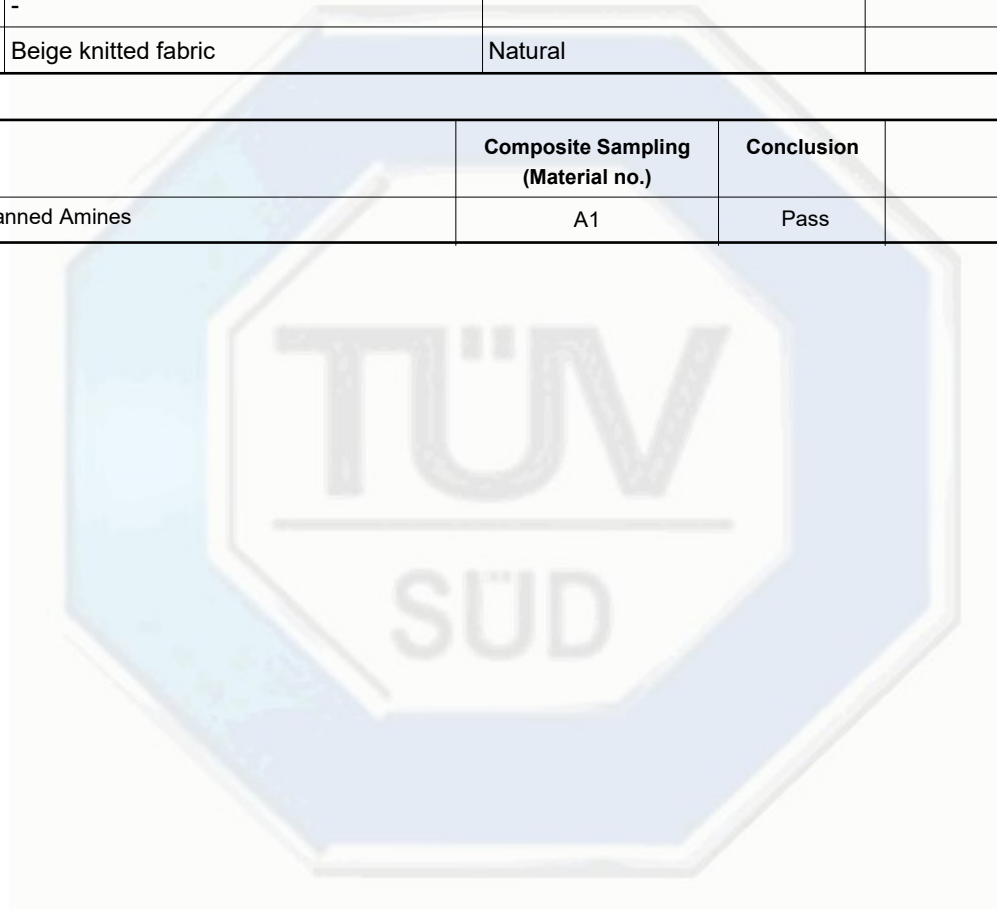 -
Beige knitted fabric Natural
Composite Sampling Conclusion
(Material no.)
anned Amines A1 Pass
TÜV
SÜD